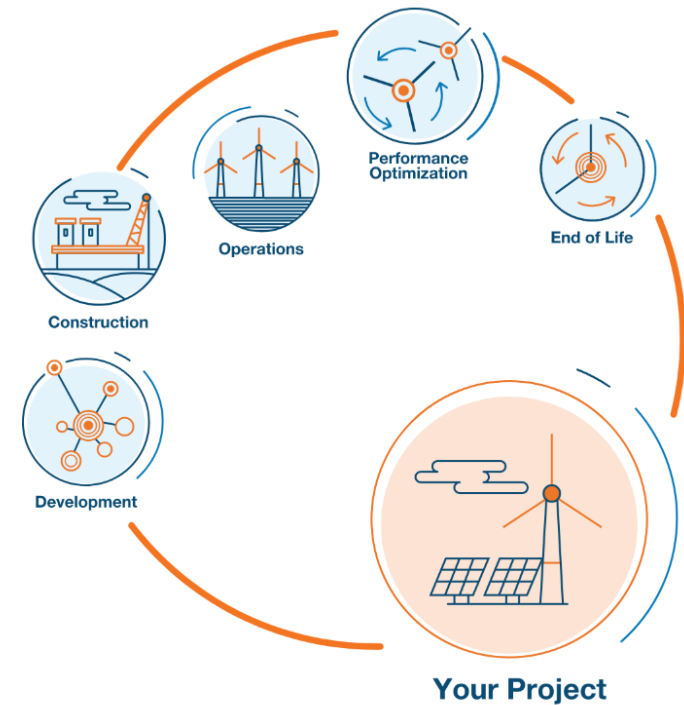 Performance
Optimization
Operations
End of Life
Construction
Development
Your Project